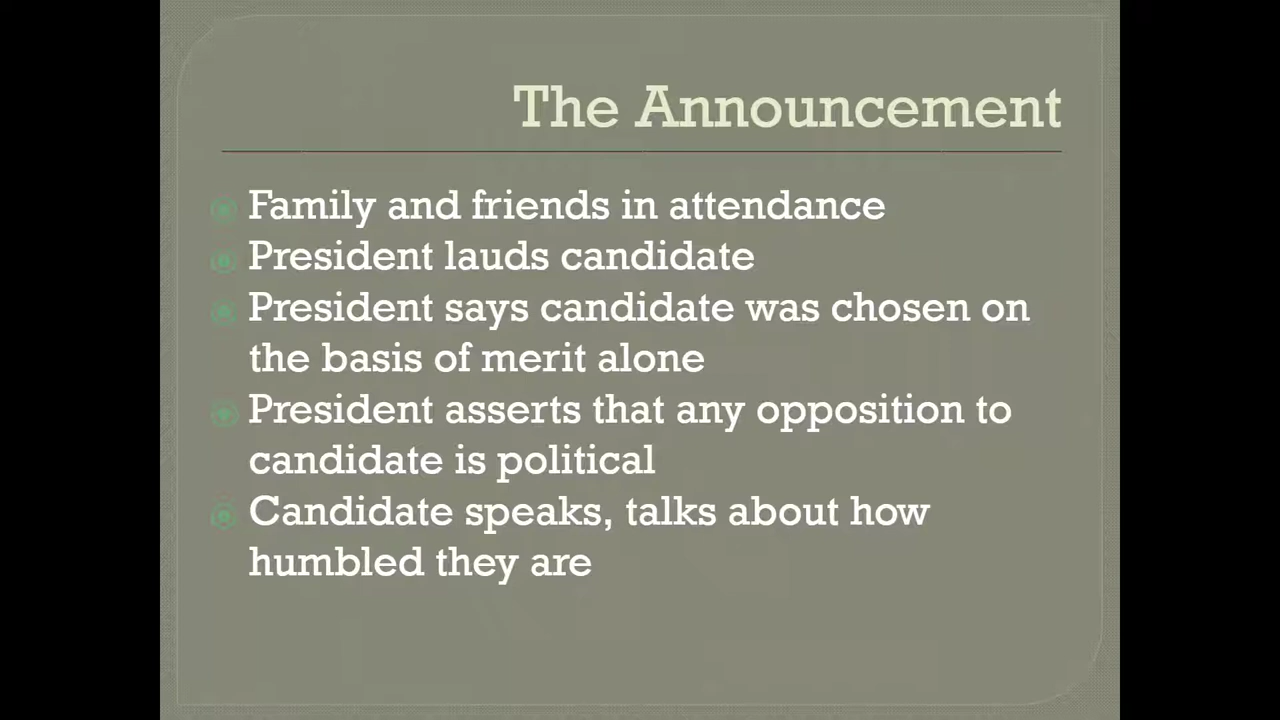 The Announcement
Family and friends in attendance
President lauds candidate
President says candidate was chosen on
the basis of merit alone
President asserts that any opposition to
candidate is political
Candidate speaks, talks about how
humbled they are